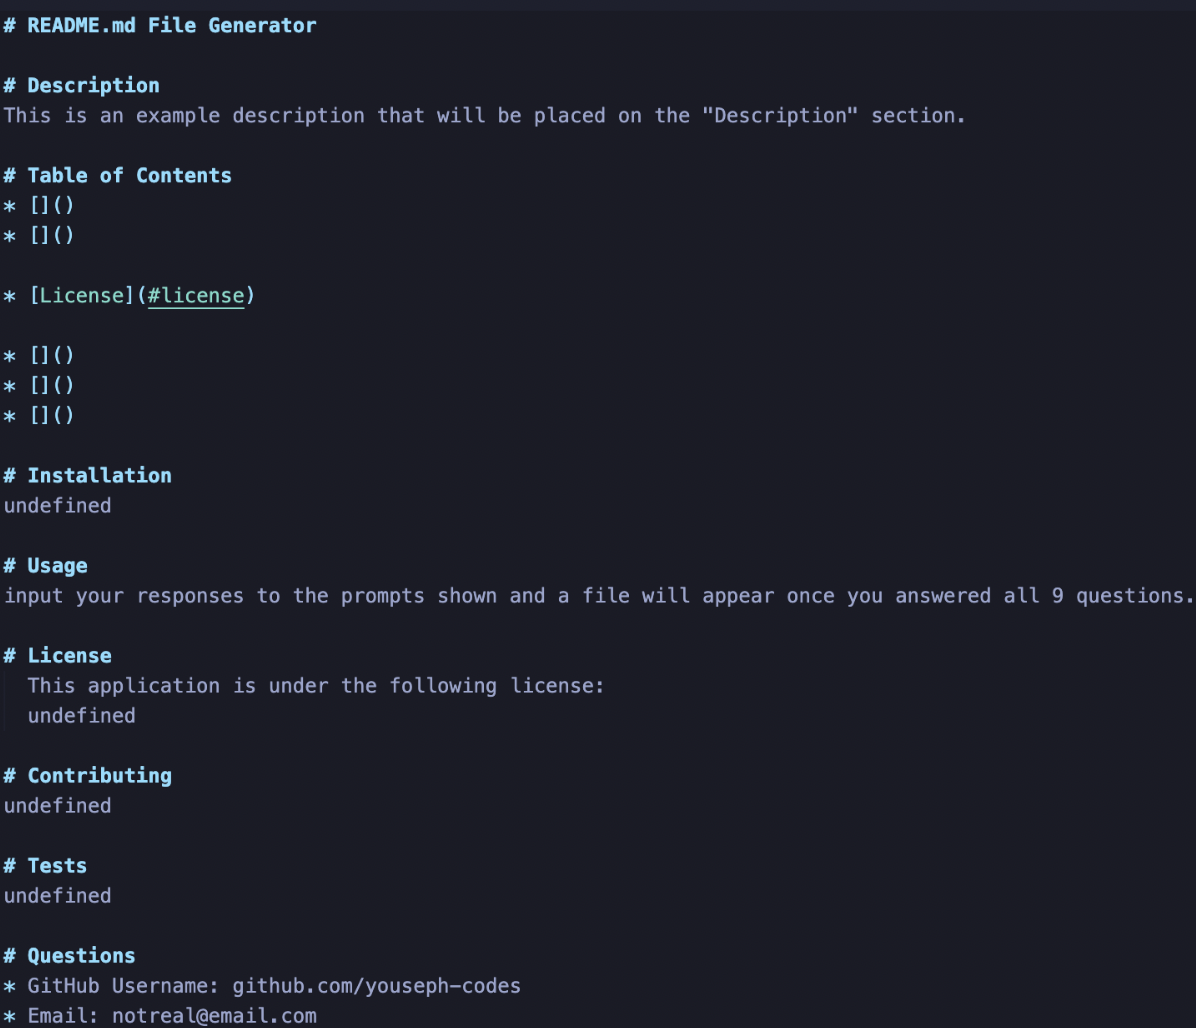 # README.md File Generator
# Description
This is an example description that will be placed on the "Description" section.
# Table of Contents
* []()
* []()
* [License](#license)
* []()
* []()
* []()
# Installation
undefined
# Usage
input your responses to the prompts shown and a file will appear once you answered all 9 questions.
# License
This application is under the following license:
undefined
# Contributing
undefined
# Tests
undefined
# Questions
* GitHub Username: github.com/youseph-codes
* Email: notreal@email.com